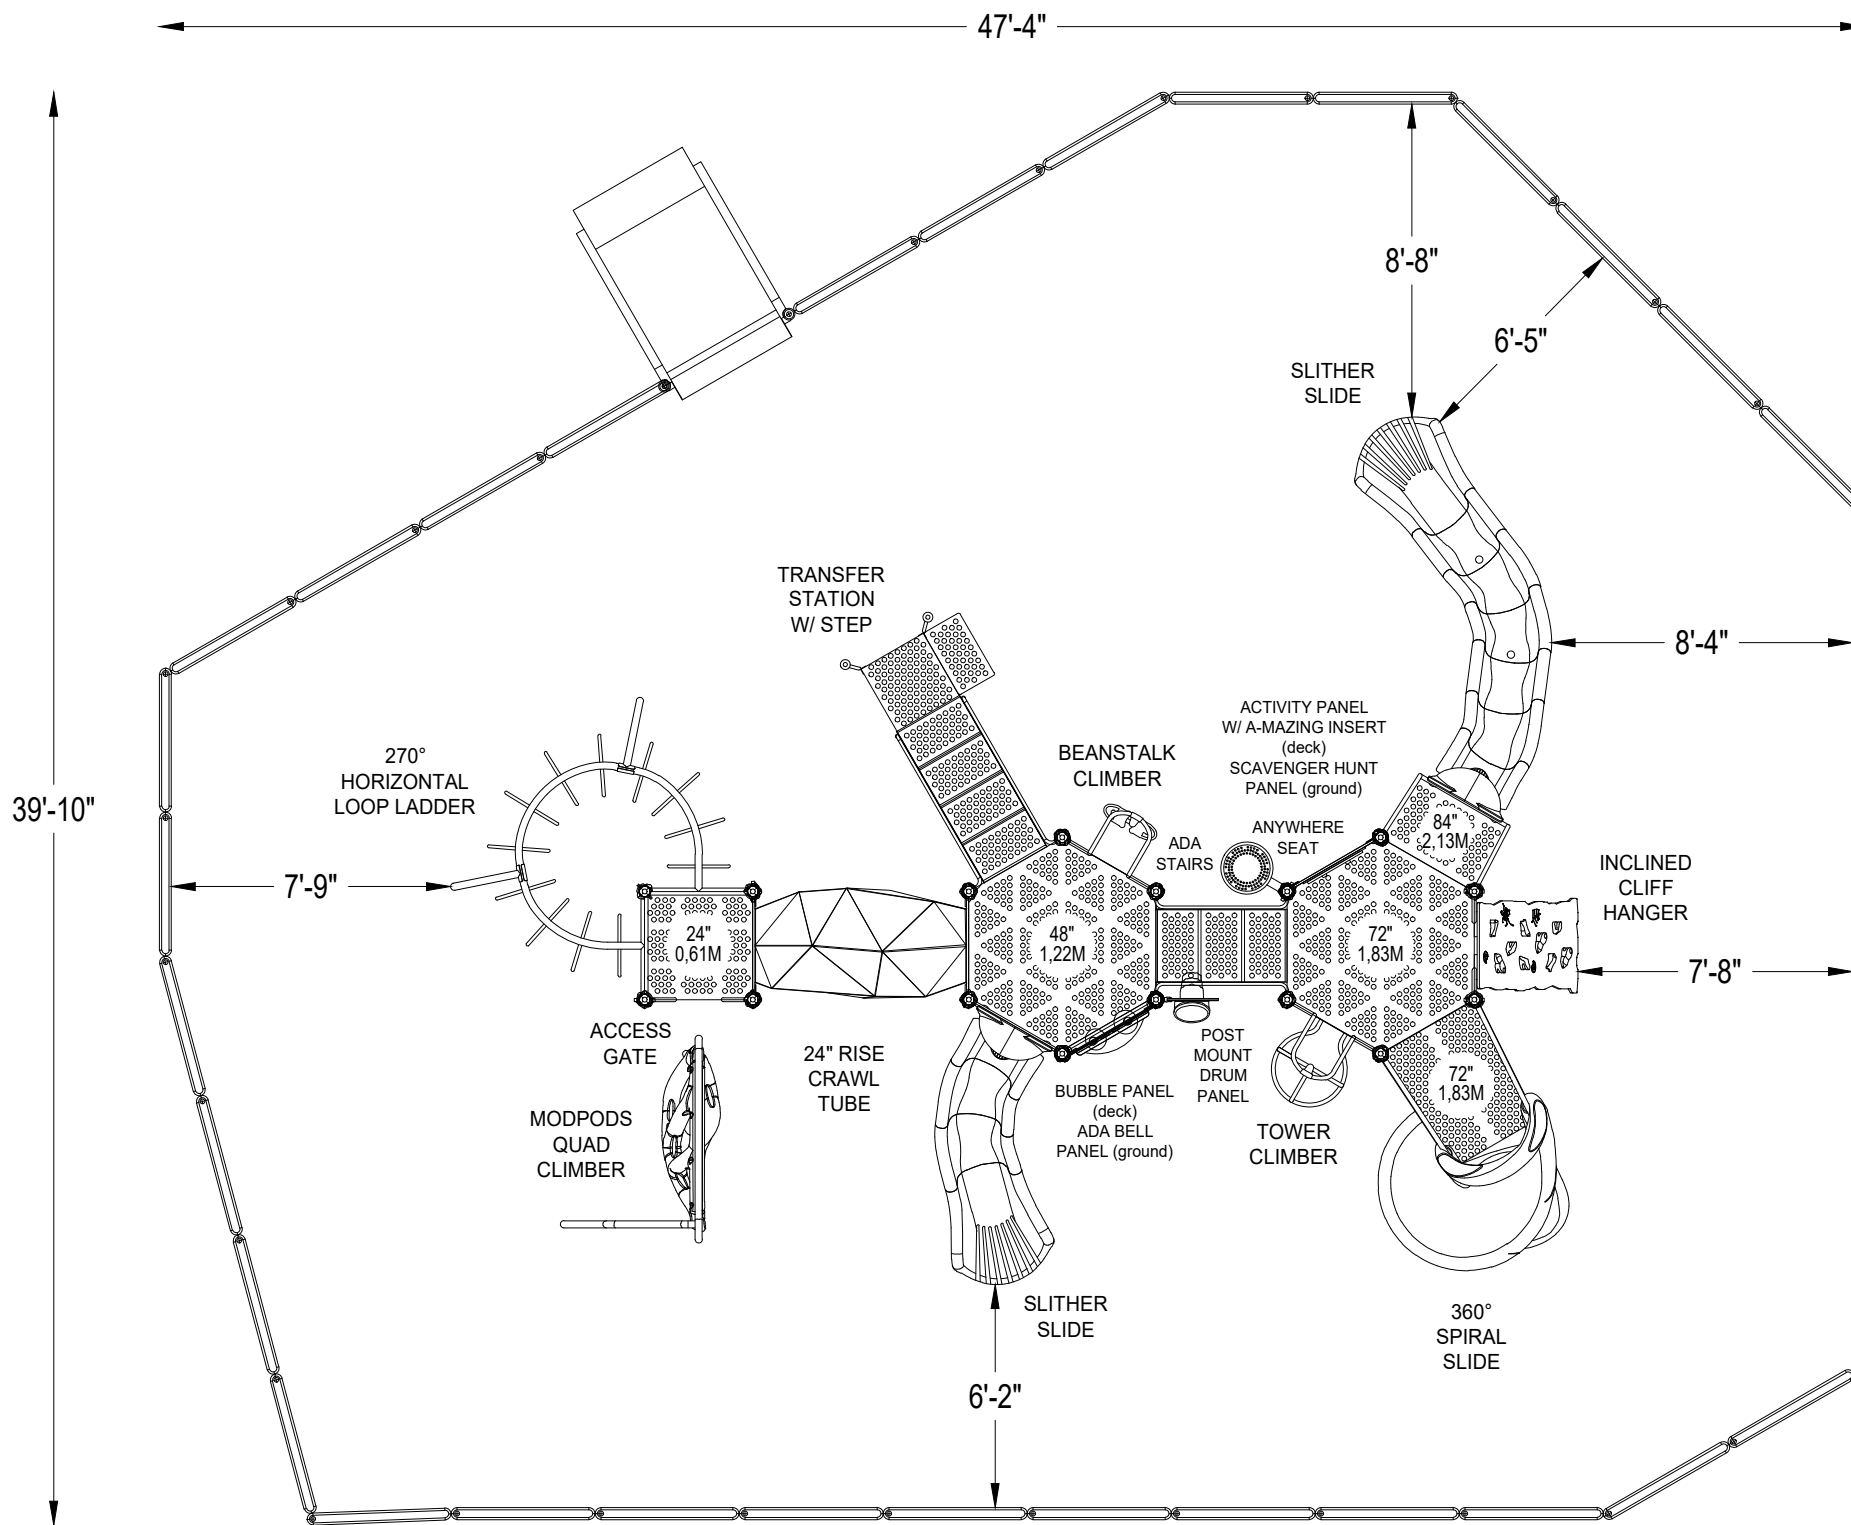 47'-4"
8'-8"
6'-5"
SLITHER
SLIDE
TRANSFER
STATION
W/ STEP
8'-4"
39'-10"
270°
HORIZONTAL
LOOP LADDER
BEANSTALK
CLIMBER
ACTIVITY PANEL
W/ A-MAZING INSERT
(deck)
SCAVENGER HUNT
PANEL (ground)
ADA
STAIRS
ANYWHERE
SEAT
84"
2,13M
INCLINED
CLIFF
HANGER
7'-9"
24"
0,61M
48"
1,22M
72"
1,83M
7'-8"
ACCESS
GATE
24" RISE
CRAWL
TUBE
POST
MOUNT
DRUM
PANEL
72"
1,83M
MODPODS
QUAD
CLIMBER
BUBBLE PANEL
(deck)
ADA BELL
PANEL (ground)
TOWER
CLIMBER
SLITHER
SLIDE
360°
SPIRAL
SLIDE
6'-2"